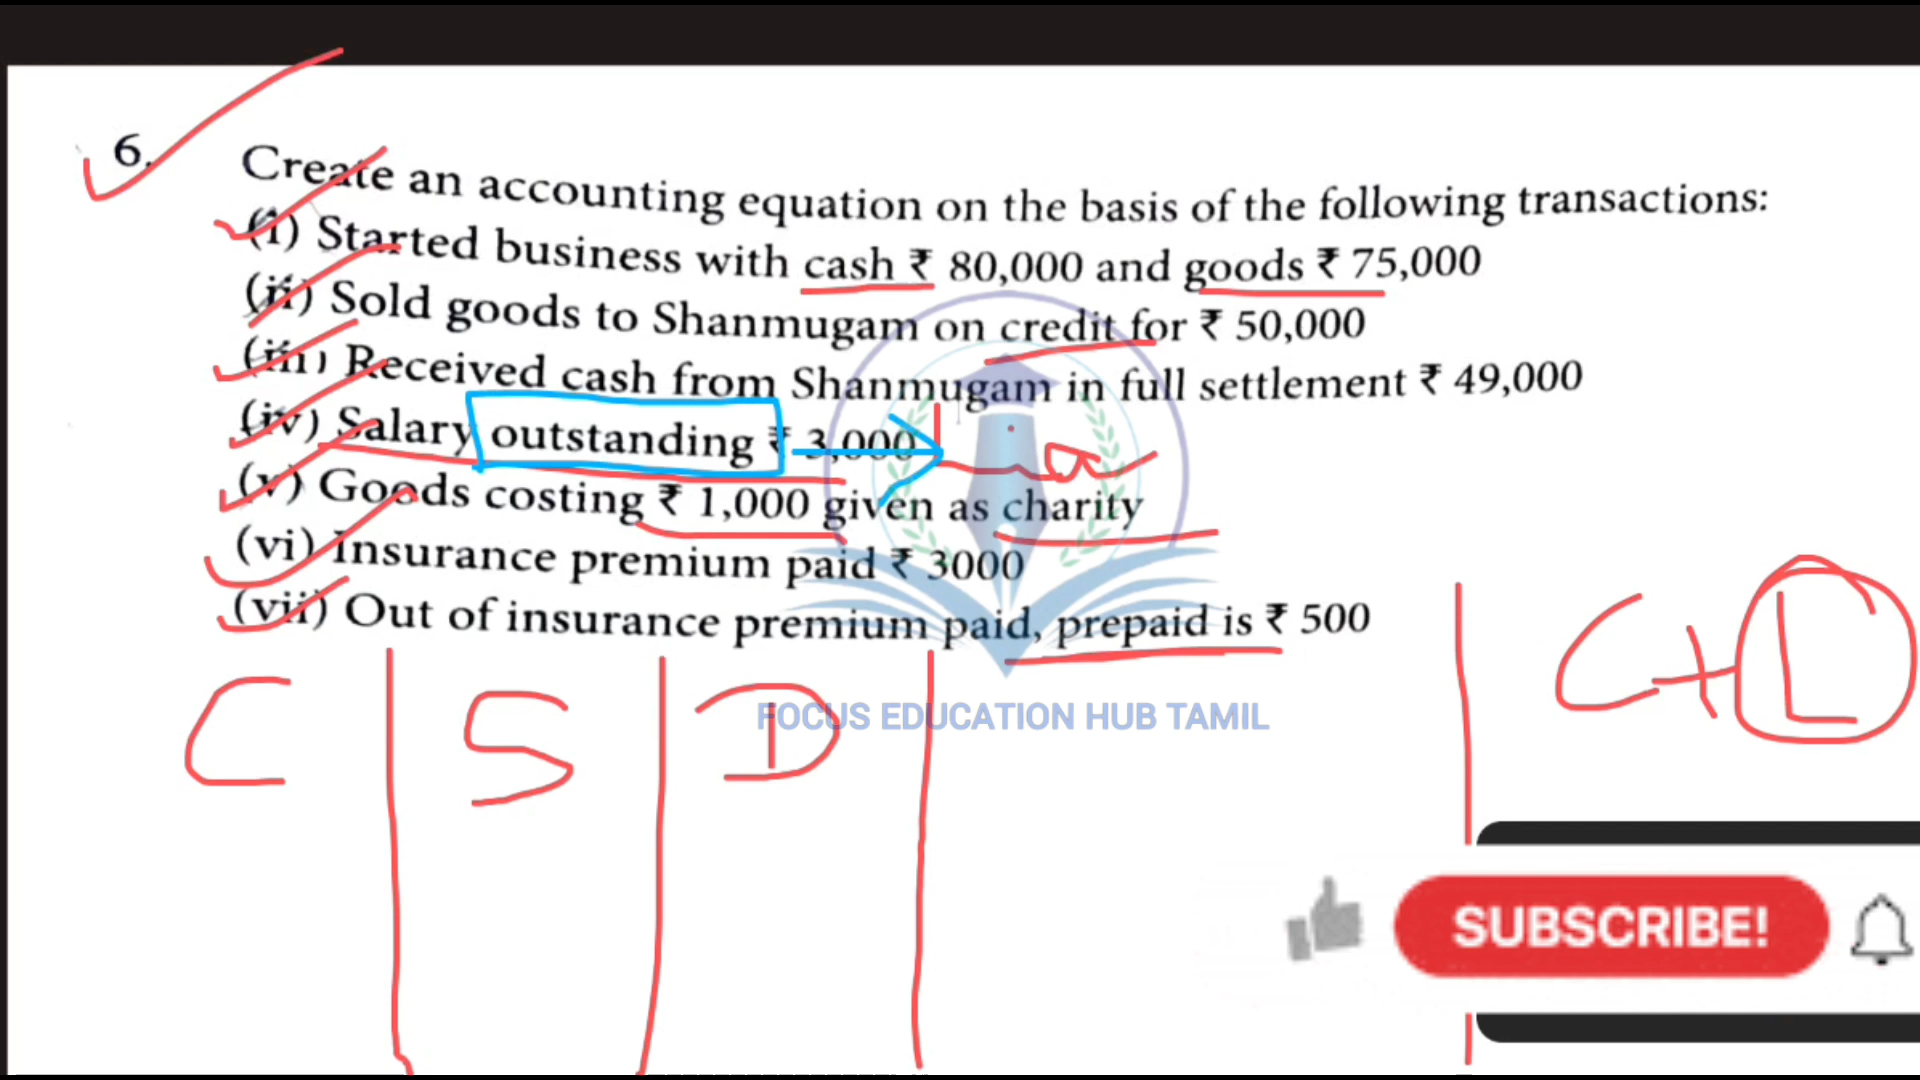 6.
Create an accounting equation on the basis of the following transactions:
(i) Started business with cash ₹ 80,000 and goods ₹ 75,000
(ii) Sold goods to Shanmugam on credit for ₹ 50,000
(iii) Received cash from Shanmugam in full settlement ₹ 49,000
(iv) Salary outstanding ₹ 3,000
(v) Goods costing ₹ 1,000 given as charity
(vi) Insurance premium paid ₹ 3000
(vii) Out of insurance premium paid, prepaid is ₹ 500
C S D
C+L
FOCUS EDUCATION HUB TAMIL
SUBSCRIBE!